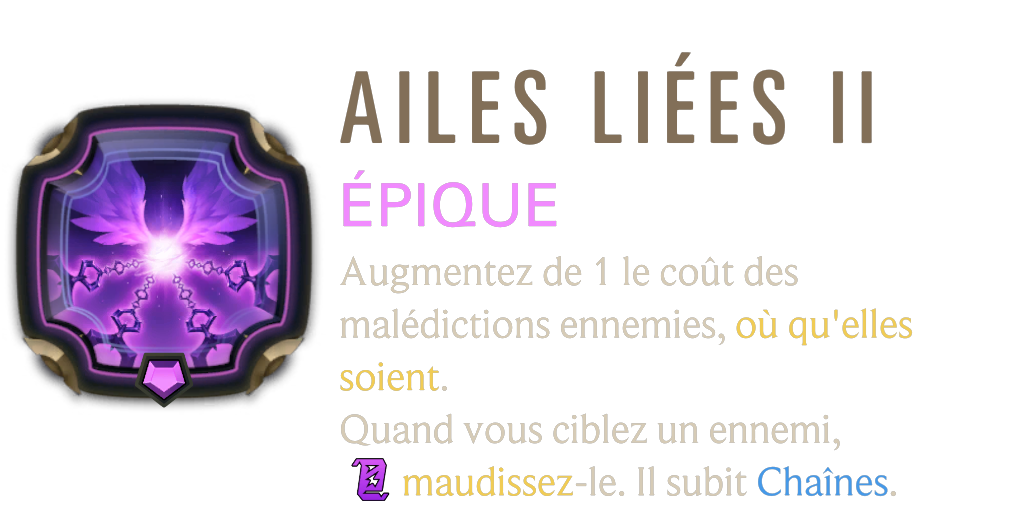 AILES LIÉES II
ÉPIQUE
Augmentez de 1 le coût des
malédictions ennemies, où qu'elles
soient.
Quand vous ciblez un ennemi,
maudissez-le. Il subit Chaînes.